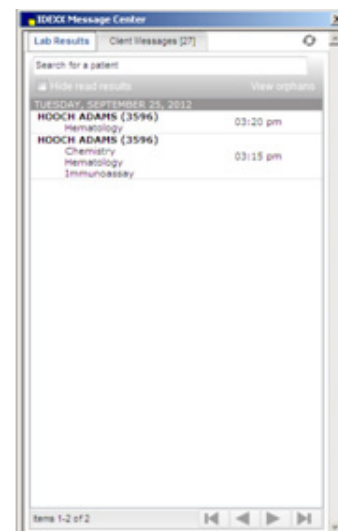 IDEXX Message Center
Lab Results Client Messages [27]
Search for a patient
Hide read results View orphans
TUESDAY, SEPTEMBER 25, 2012
HOOCH ADAMS (3596) 03:20 pm
Hematology
HOOCH ADAMS (3596)
Chemistry 03:15 pm
Hematology
Immunoassay
Items 1-2 of 2